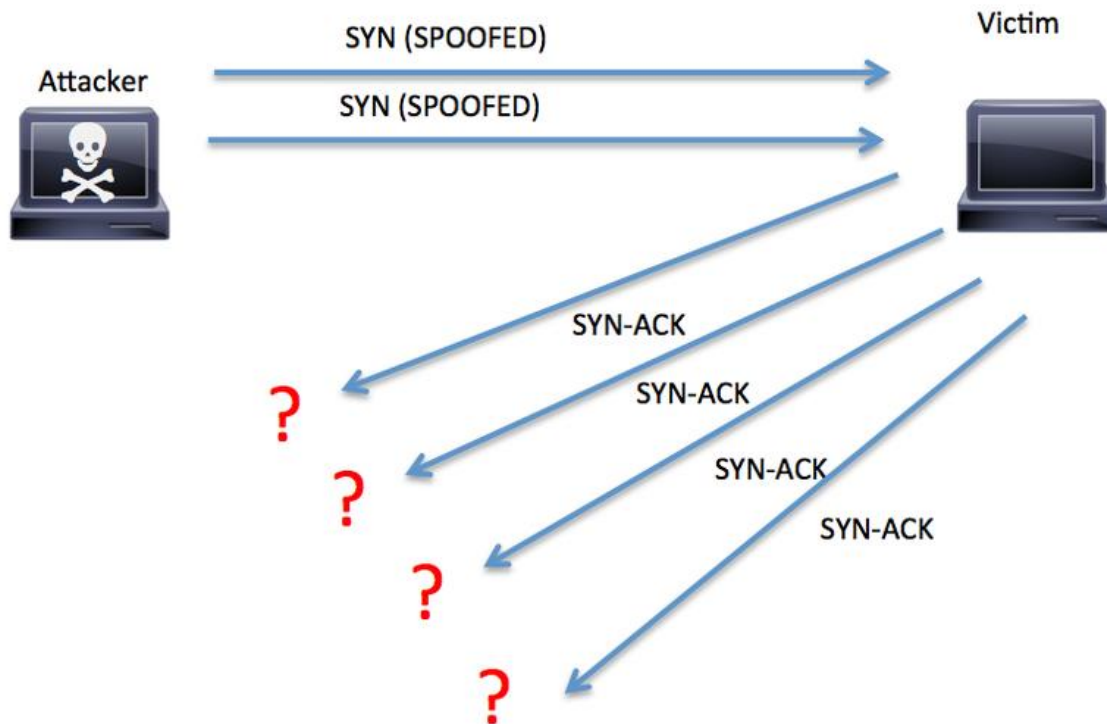 SYN (SPOOFED)
Victim
Attacker
SYN (SPOOFED)
SYN-ACK
?
SYN-ACK
?
SYN-ACK
SYN-ACK
?
?